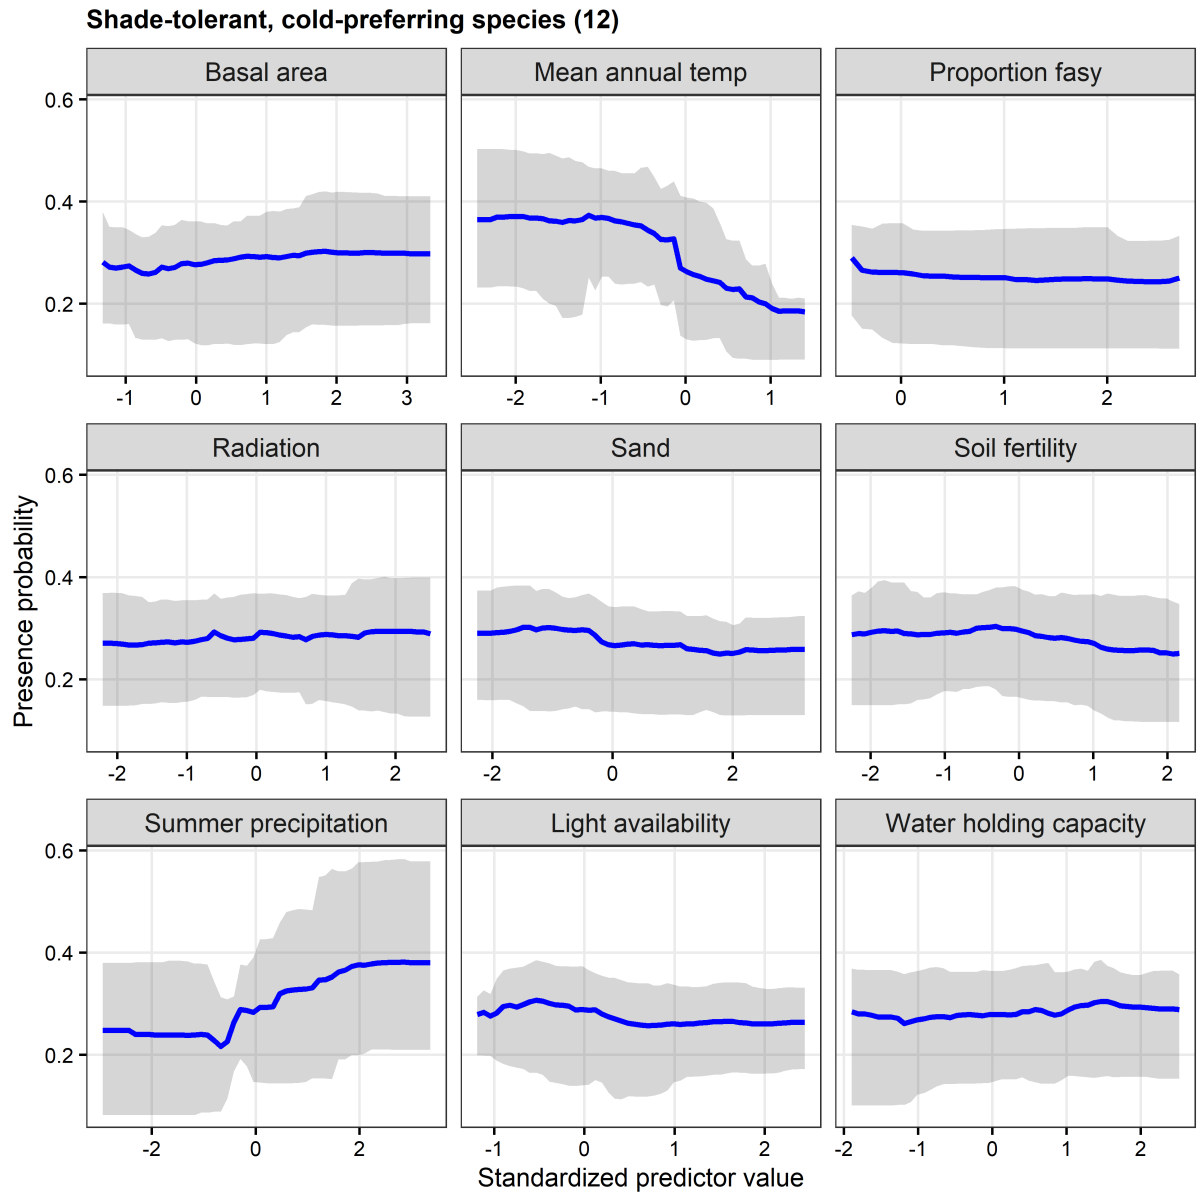 Shade-tolerant, cold-preferring species (12)
Basal area
Mean annual temp
Proportion fasy
0.6
0.4
0.2
-1 0 1 2 3
-2 -1 0 1
0 1 2
Radiation
Sand
Soil fertility
0.6
0.4
0.2
Presence probability
-2 -1 0 1 2
-2 0 2
-2 -1 0 1 2
Summer precipitation
Light availability
Water holding capacity
0.6
0.4
0.2
-2 0 2
-1 0 1 2
-2 -1 0 1 2
Standardized predictor value